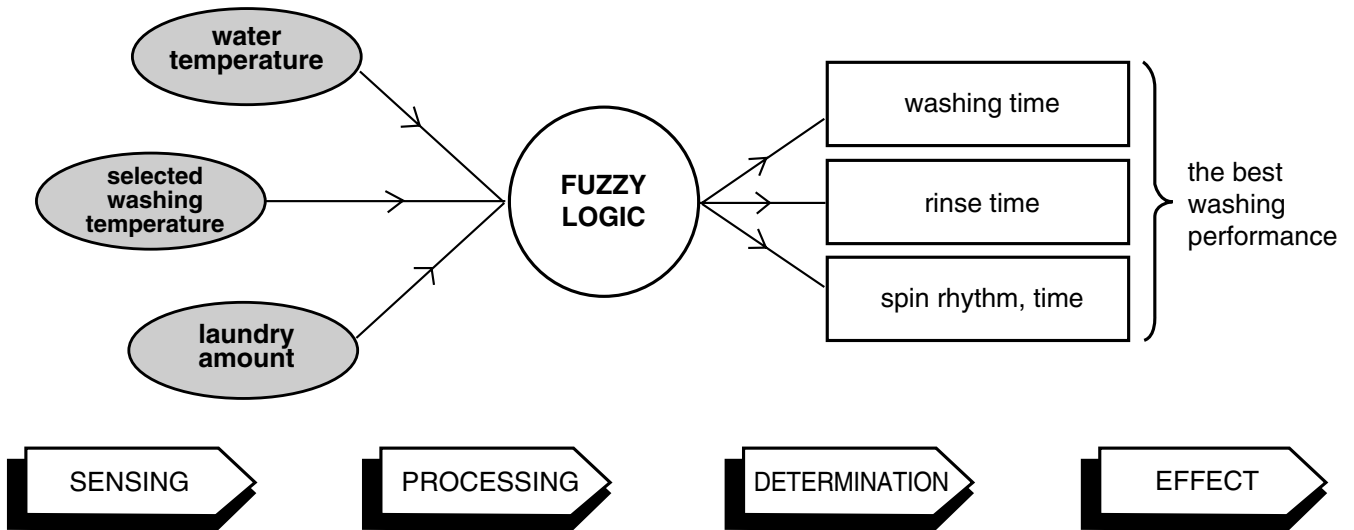 water
temperature
selected
washing
temperature
laundry
amount
FUZZY
LOGIC
washing time
rinse time
spin rhythm, time
the best
washing
performance
SENSING
PROCESSING
DETERMINATION
EFFECT